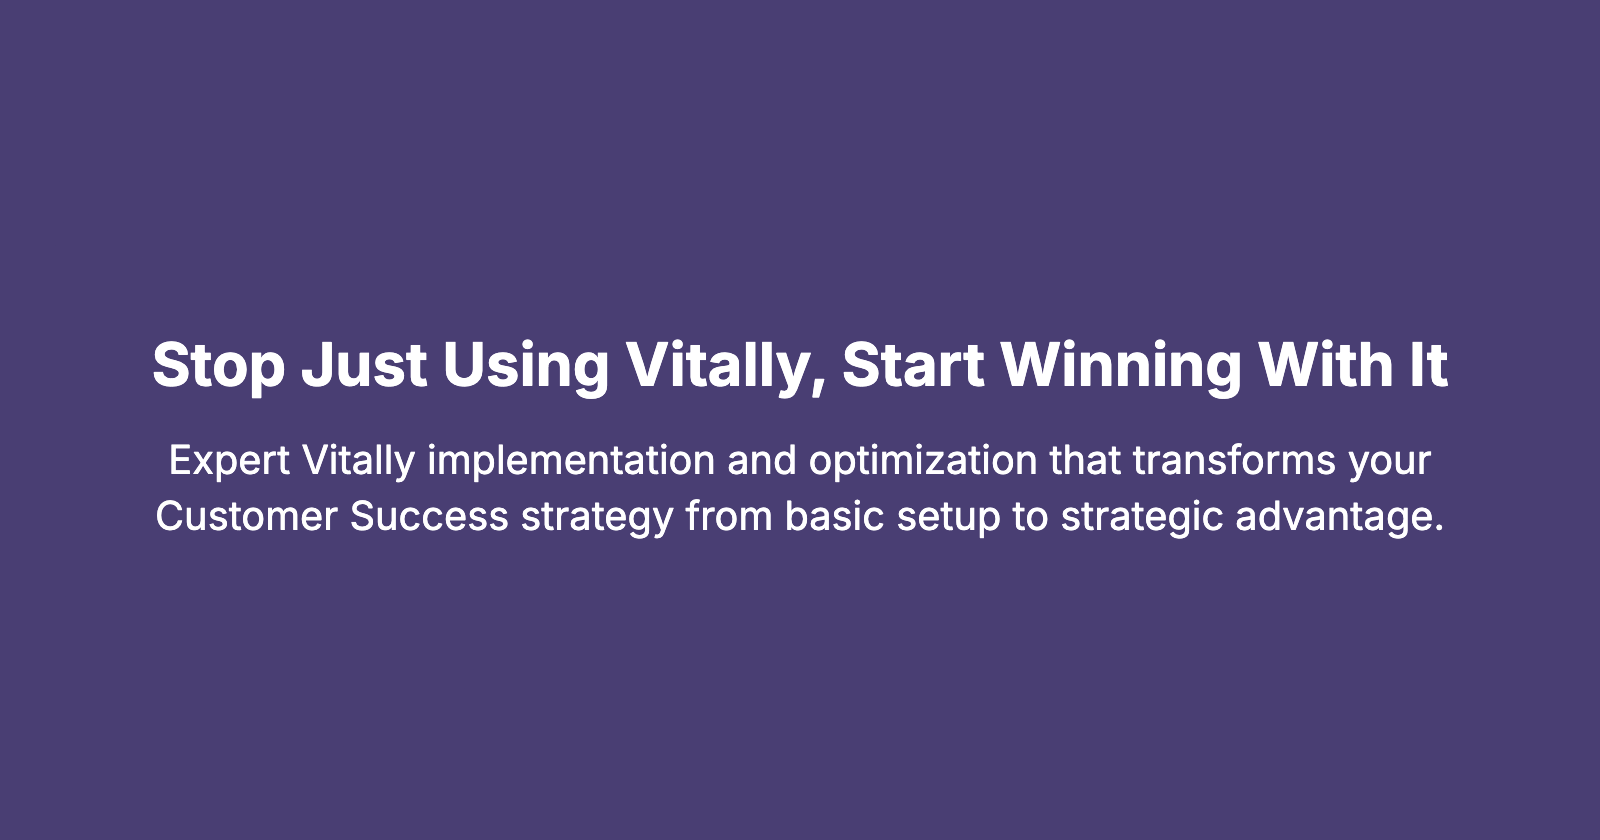 Stop Just Using Vitally, Start Winning With It
Expert Vitally implementation and optimization that transforms your
Customer Success strategy from basic setup to strategic advantage.